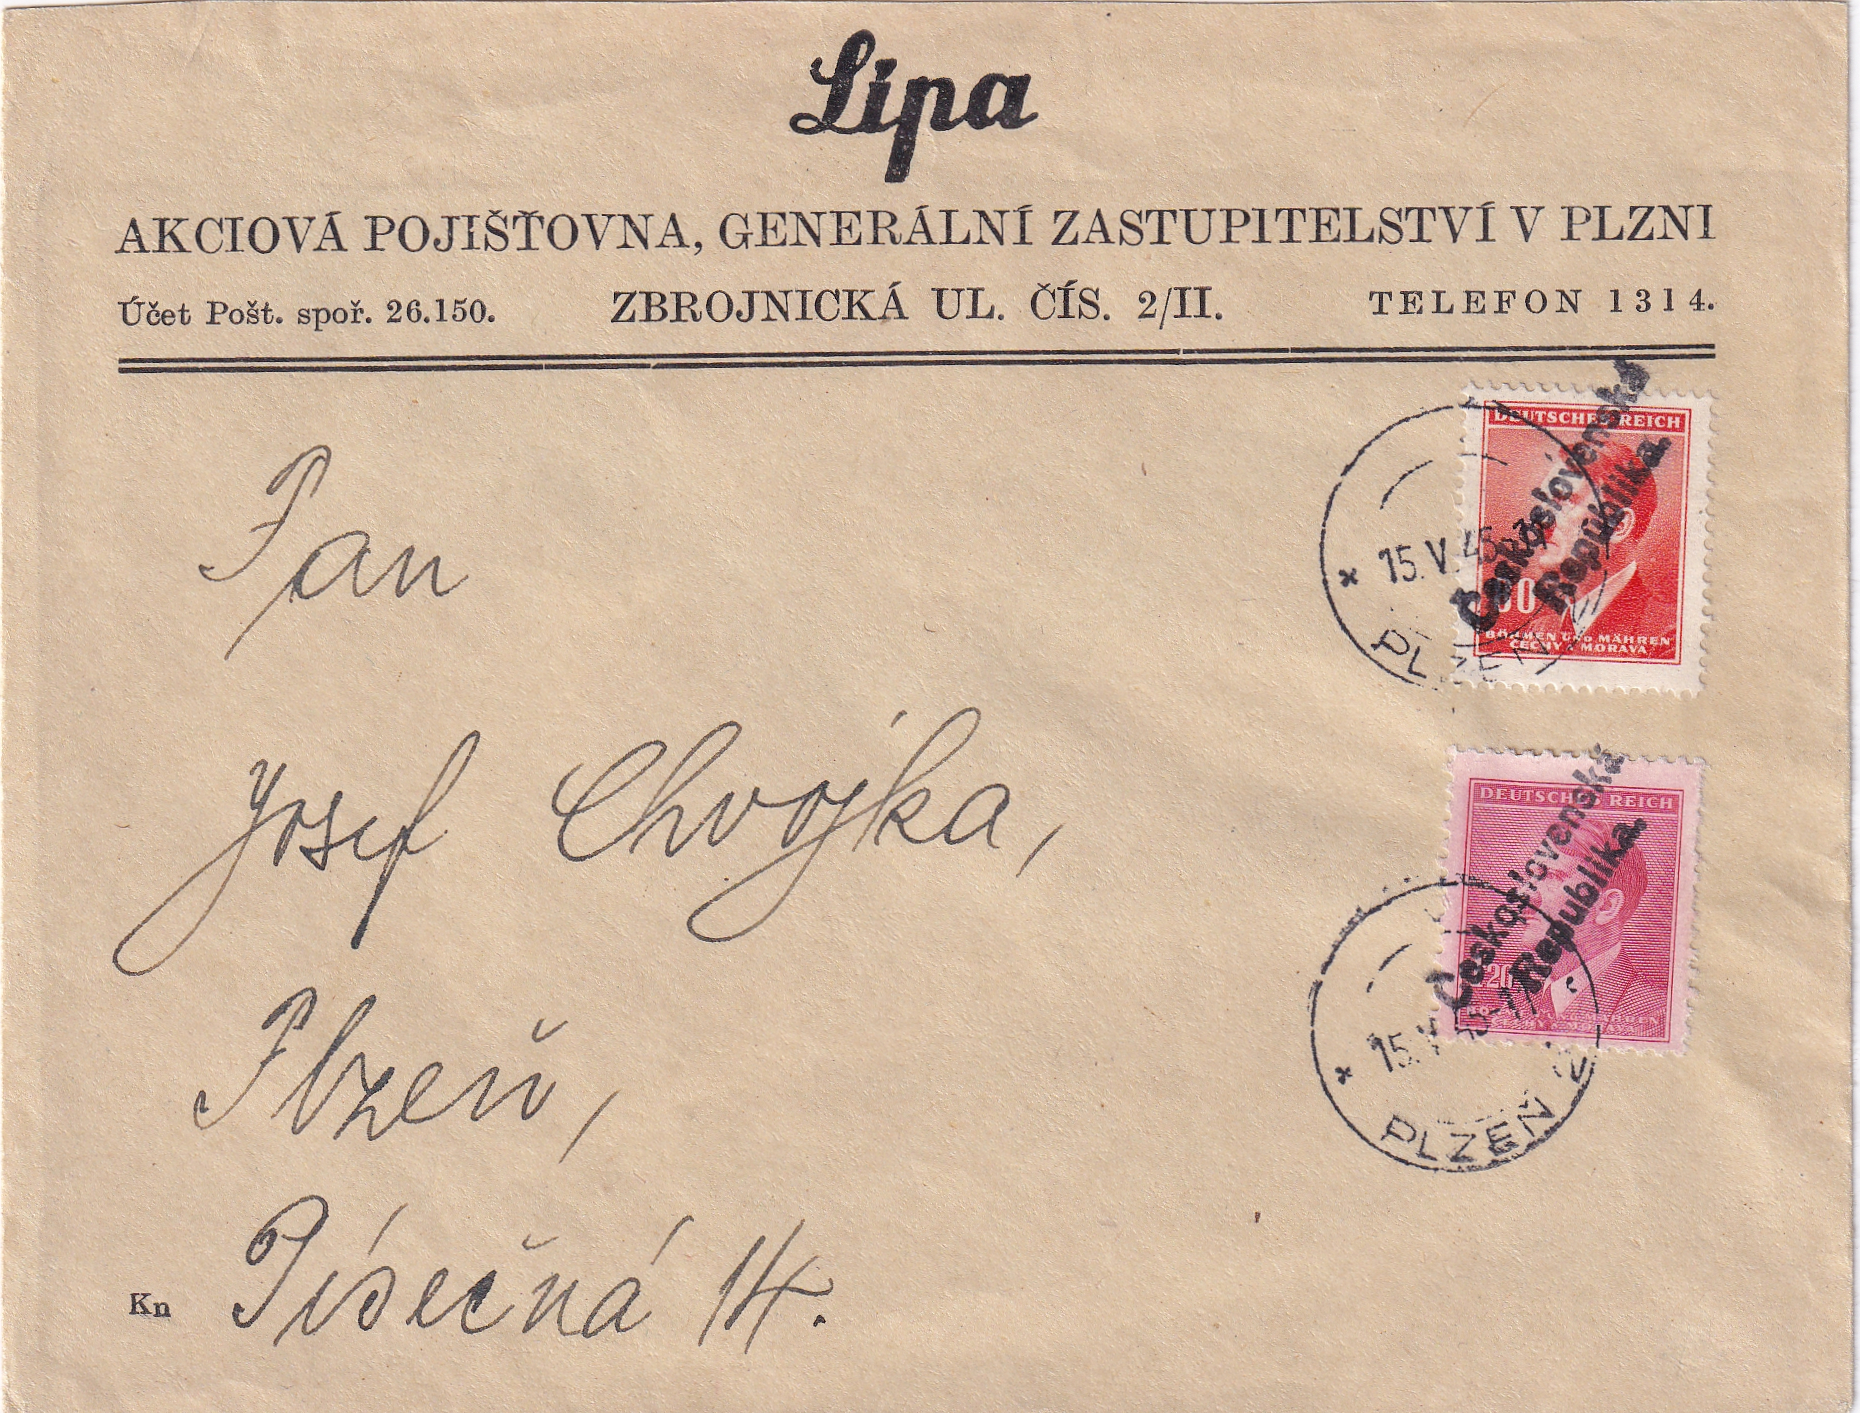 Lípa
AKCIOVÁ POJIŠŤOVNA, GENERÁLNÍ ZASTUPITELSTVÍ V PLZNI
Účet Pošt. spoř. 26.150. ZBROJNICKÁ UL. ČÍS. 2/II. TELEFON 1314.
DEUTSCHES REICH
Československá
Republika.
15.V.45
BÖHMEN UND MÄHREN
ČECHY A MORAVA
PLZEŇ
Pan
Josef Chvojka,
DEUTSCHES REICH
Československá
Republika.
15.V
PLZEŇ 2
Plzeň,
Písečná 14.
Kn